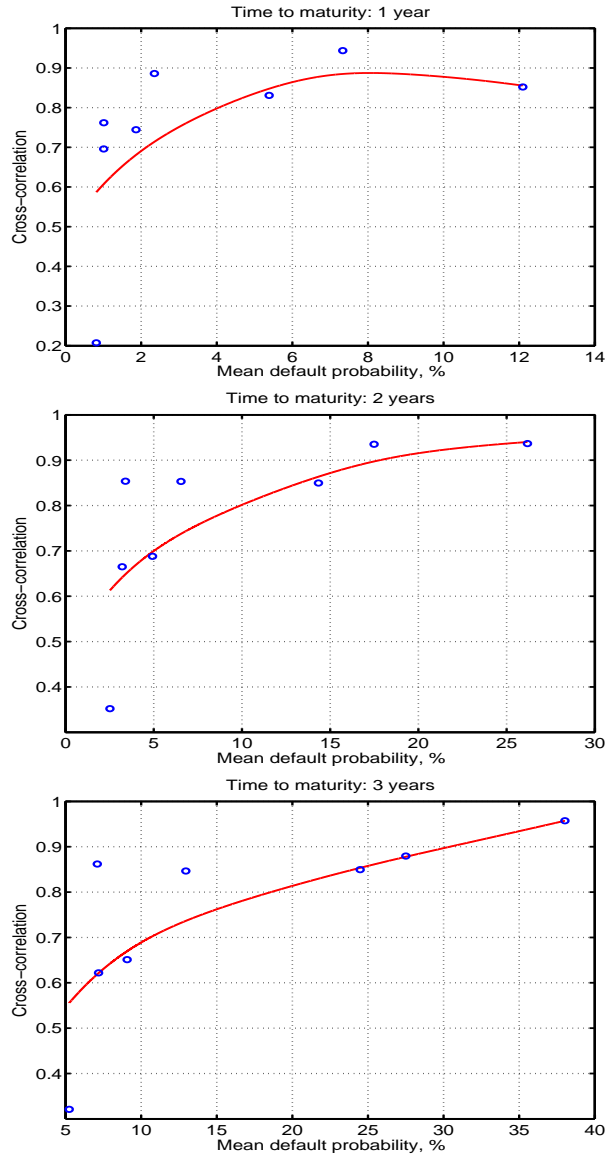 Time to maturity: 1 year
Cross−correlation
1
0.9
0.8
0.7
0.6
0.5
0.4
0.3
0.2
0 2 4 6 8 10 12 14
Mean default probability, %
Time to maturity: 2 years
Cross−correlation
1
0.9
0.8
0.7
0.6
0.5
0.4
0 5 10 15 20 25 30
Mean default probability, %
Time to maturity: 3 years
Cross−correlation
1
0.9
0.8
0.7
0.6
0.5
0.4
5 10 15 20 25 30 35 40
Mean default probability, %